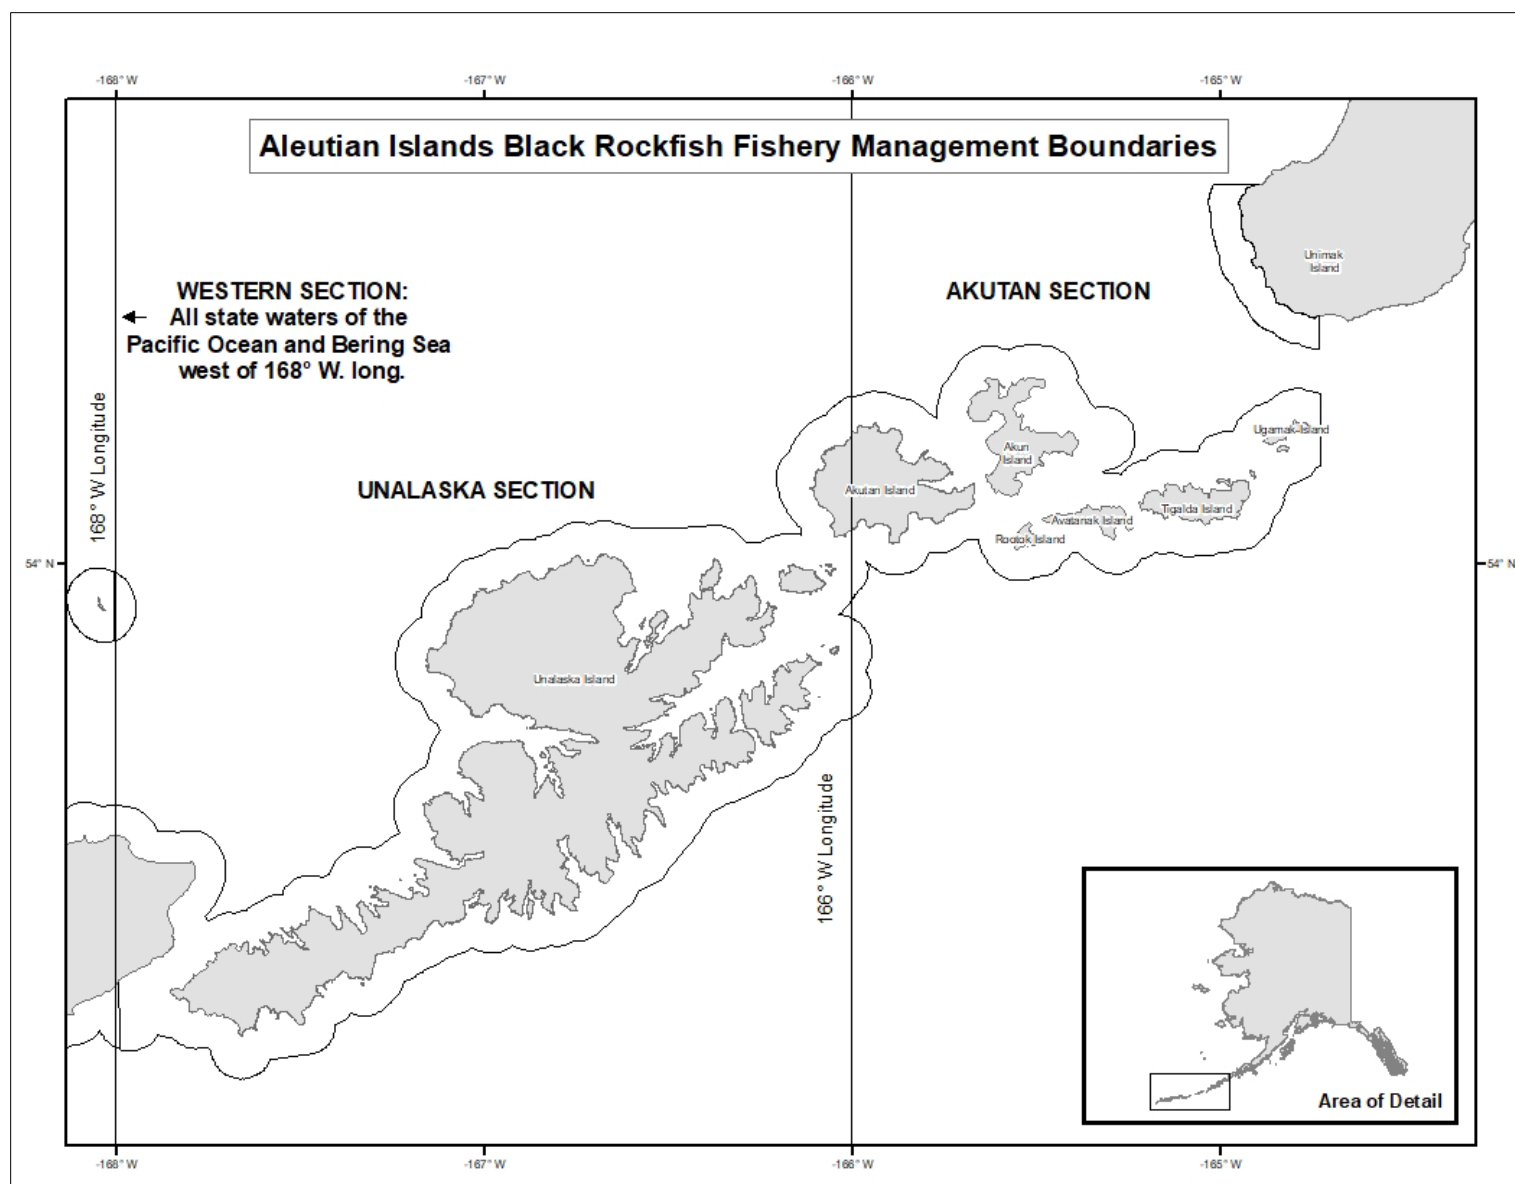 -168° W
-167° W
-166° W
-165° W
Aleutian Islands Black Rockfish Fishery Management Boundaries
Unimak
Island
WESTERN SECTION:
All state waters of the
Pacific Ocean and Bering Sea
west of 168° W. long.
AKUTAN SECTION
168° W Longitude
Ugamak Island
Akun
Island
UNALASKA SECTION
Akutan Island
Tigalda Island
Avatanak Island
Rootok Island
54° N
54° N
Unalaska Island
166° W Longitude
Area of Detail
-168° W
-167° W
-166° W
-165° W